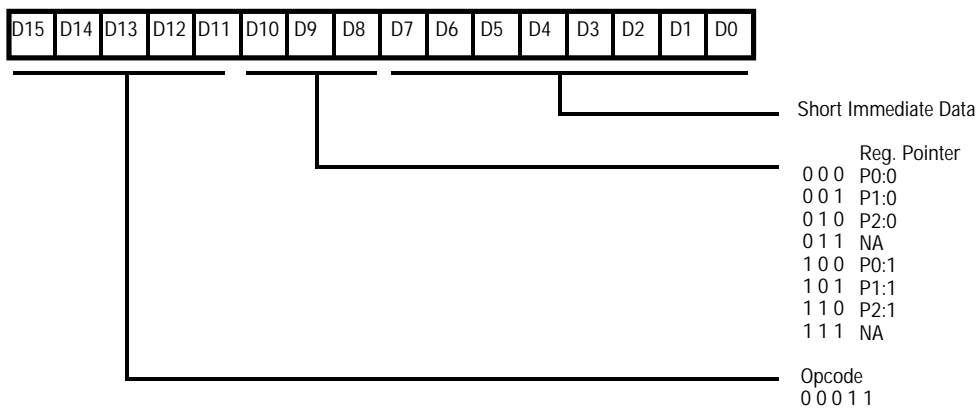 D15 D14 D13 D12 D11 D10 D9 D8 D7 D6 D5 D4 D3 D2 D1 D0
Short Immediate Data
Reg. Pointer
0 0 0 P0:0
0 0 1 P1:0
0 1 0 P2:0
0 1 1 NA
1 0 0 P0:1
1 0 1 P1:1
1 1 0 P2:1
1 1 1 NA
Opcode
0 0 0 1 1